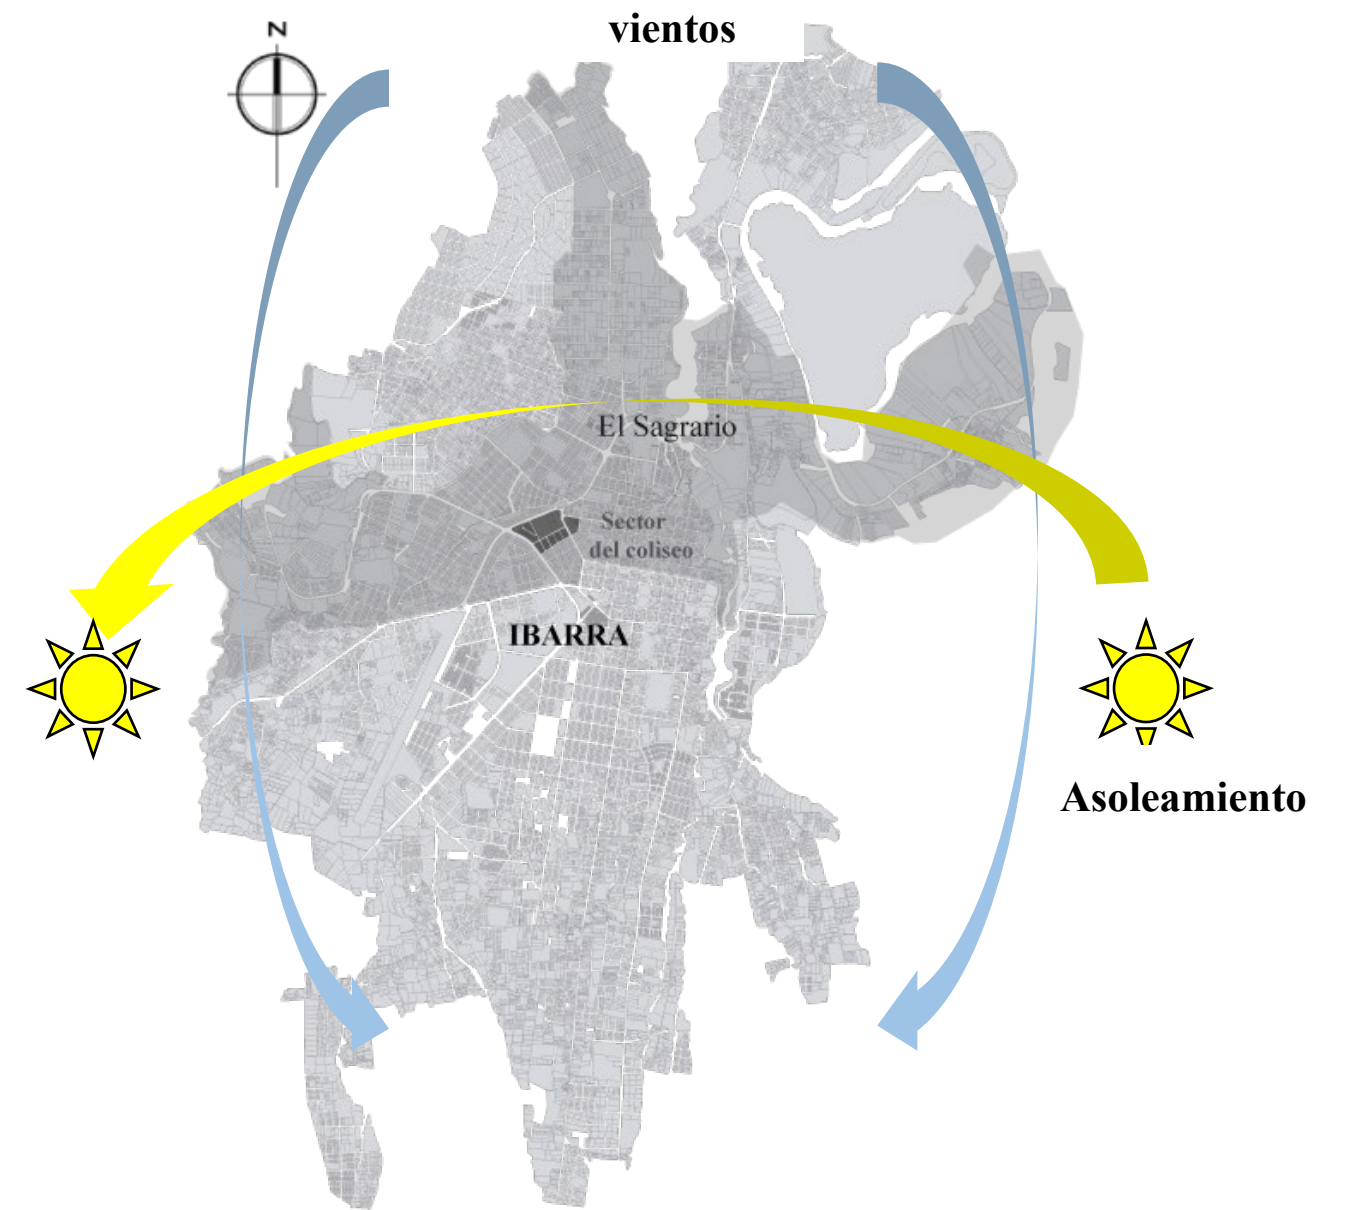 vientos
N
El Sagrario
Sector
del coliseo
IBARRA
Asoleamiento